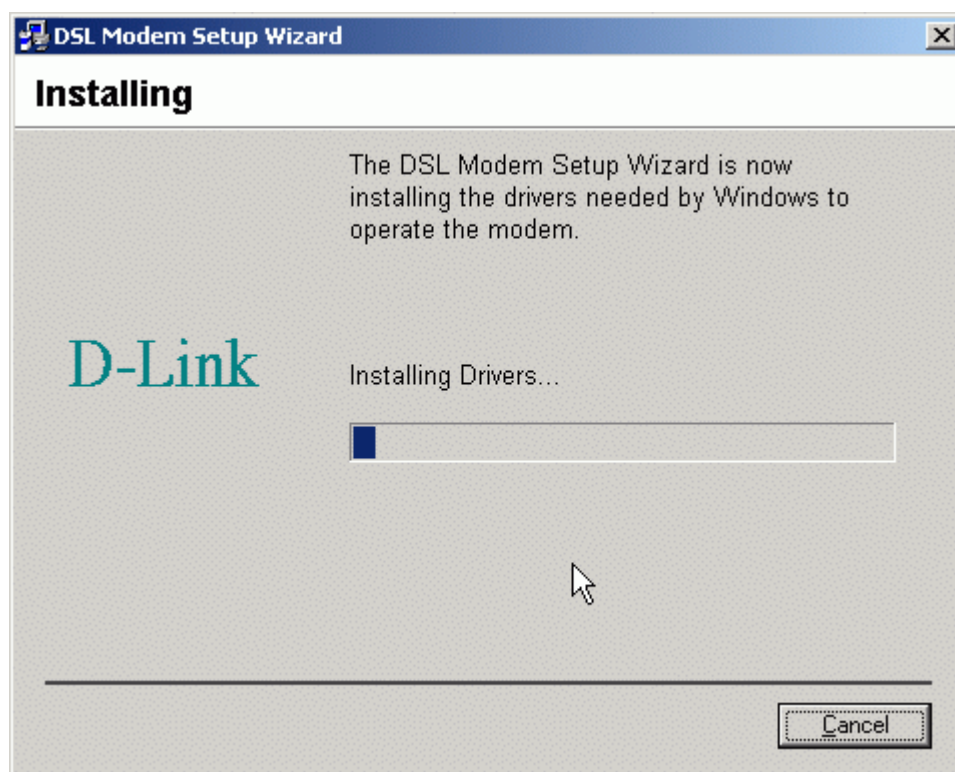 DSL Modem Setup Wizard
Installing
The DSL Modem Setup Wizard is now
installing the drivers needed by Windows to
operate the modem.
D-Link
Installing Drivers...
Cancel